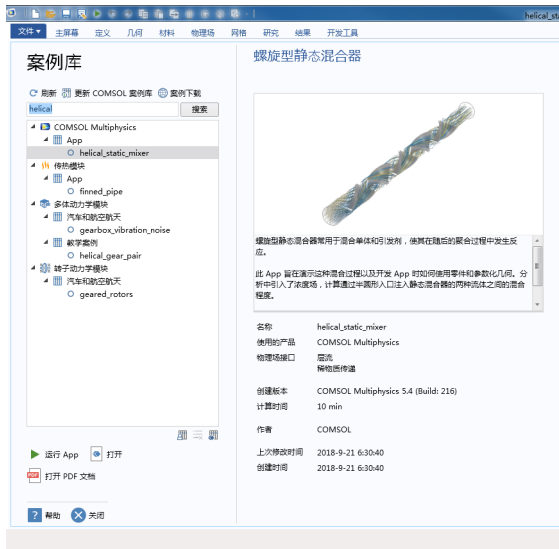 helical_st
文件▼ 主屏幕 定义 几何 材料 物理场 网格 研究 结果 开发工具
案例库
刷新 更新 COMSOL 案例库 案例下载
helical 搜索
COMSOL Multiphysics
App
helical_static_mixer
传热模块
App
finned_pipe
多体动力学模块
汽车和航空航天
gearbox_vibration_noise
教学案例
helical_gear_pair
转子动力学模块
汽车和航空航天
geared_rotors
运行 App 打开
PDF 打开 PDF 文档
? 帮助 关闭
螺旋型静态混合器
螺旋型静态混合器常用于混合单体和引发剂，使其在随后的聚合过程中发生反
应。
此 App 旨在演示这种混合过程以及开发 App 时如何使用零件和参数化几何。分
析中引入了浓度场，计算通过半圆形入口注入静态混合器的两种流体之间的混合
程度。
名称 helical_static_mixer
使用的产品 COMSOL Multiphysics
物理场接口 层流
稀物质传递
创建版本 COMSOL Multiphysics 5.4 (Build: 216)
计算时间 10 min
作者 COMSOL
上次修改时间 2018-9-21 6:30:40
创建时间 2018-9-21 6:30:40